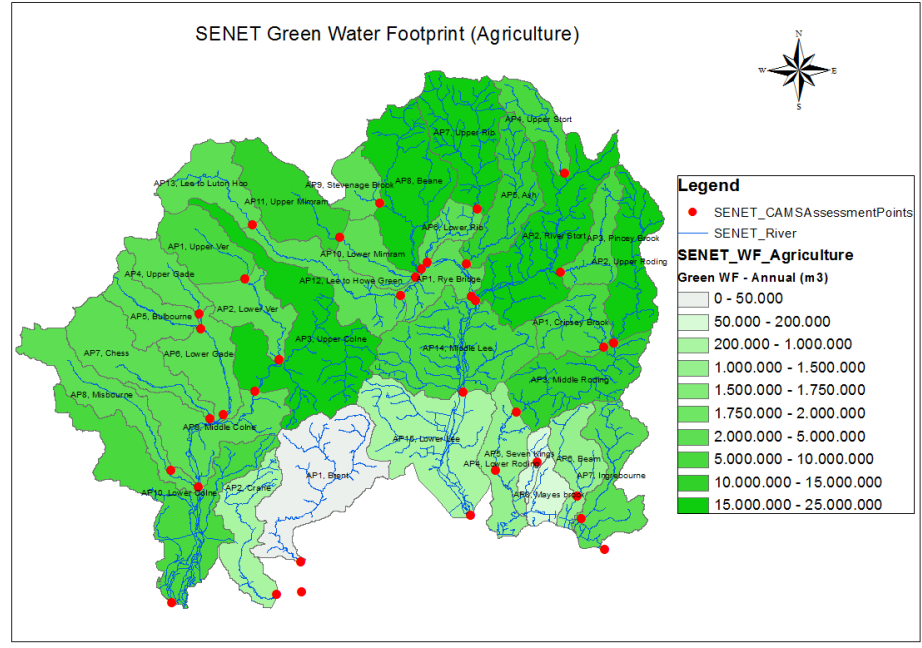 SENET Green Water Footprint (Agriculture)
N
W
E
S
AP4, Upper Stort
AP7, Upper Rib
AP13, Lee to Luton Hoo
AP9, Stevenage Brook
AP8, Beane
AP11, Upper Mimram
AP5, Ash
AP6, Lower Rib
AP2, River Stort
AP3, Pincey Brook
AP1, Upper Ver
AP10, Lower Mimram
AP2, Upper Roding
AP4, Upper Gade
AP12, Lee to Howe Green
AP1, Rye Bridge
AP5, Bulbourne
AP2, Lower Ver
AP1, Cripsey Brook
AP3, Upper Colne
AP14, Middle Lee
AP7, Chess
AP6, Lower Gade
AP3, Middle Roding
AP8, Misbourne
AP9, Middle Colne
AP15, Lower Lee
AP5, Seven Kings
AP6, Beam
AP4, Lower Roding
AP1, Brent
AP7, Ingrebourne
AP2, Crane
AP10, Lower Colne
Mayes brook
Legend
SENET_CAMSAssessmentPoints
SENET_River
SENET_WF_Agriculture
Green WF - Annual (m3)
0 - 50.000
50.000 - 200.000
200.000 - 1.000.000
1.000.000 - 1.500.000
1.500.000 - 1.750.000
1.750.000 - 2.000.000
2.000.000 - 5.000.000
5.000.000 - 10.000.000
10.000.000 - 15.000.000
15.000.000 - 25.000.000